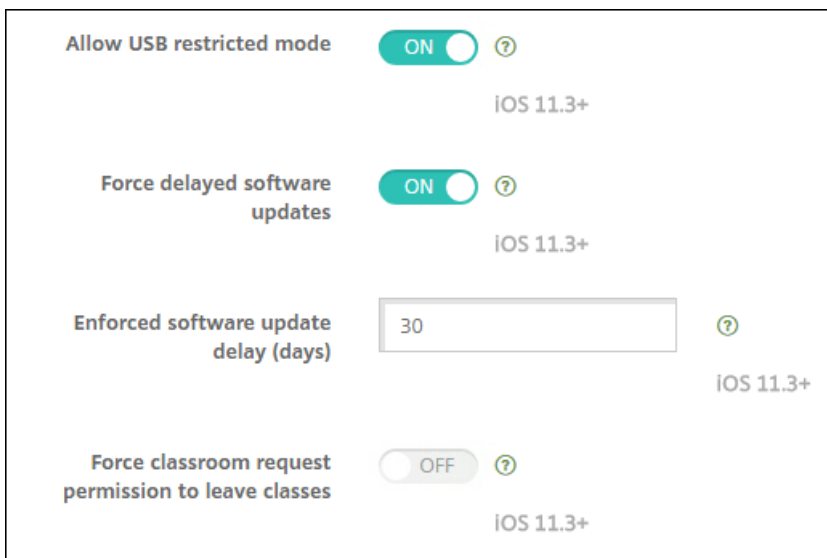 Allow USB restricted mode
ON
?
iOS 11.3+
Force delayed software
updates
ON
?
iOS 11.3+
Enforced software update
delay (days)
30
?
iOS 11.3+
Force classroom request
permission to leave classes
OFF
?
iOS 11.3+